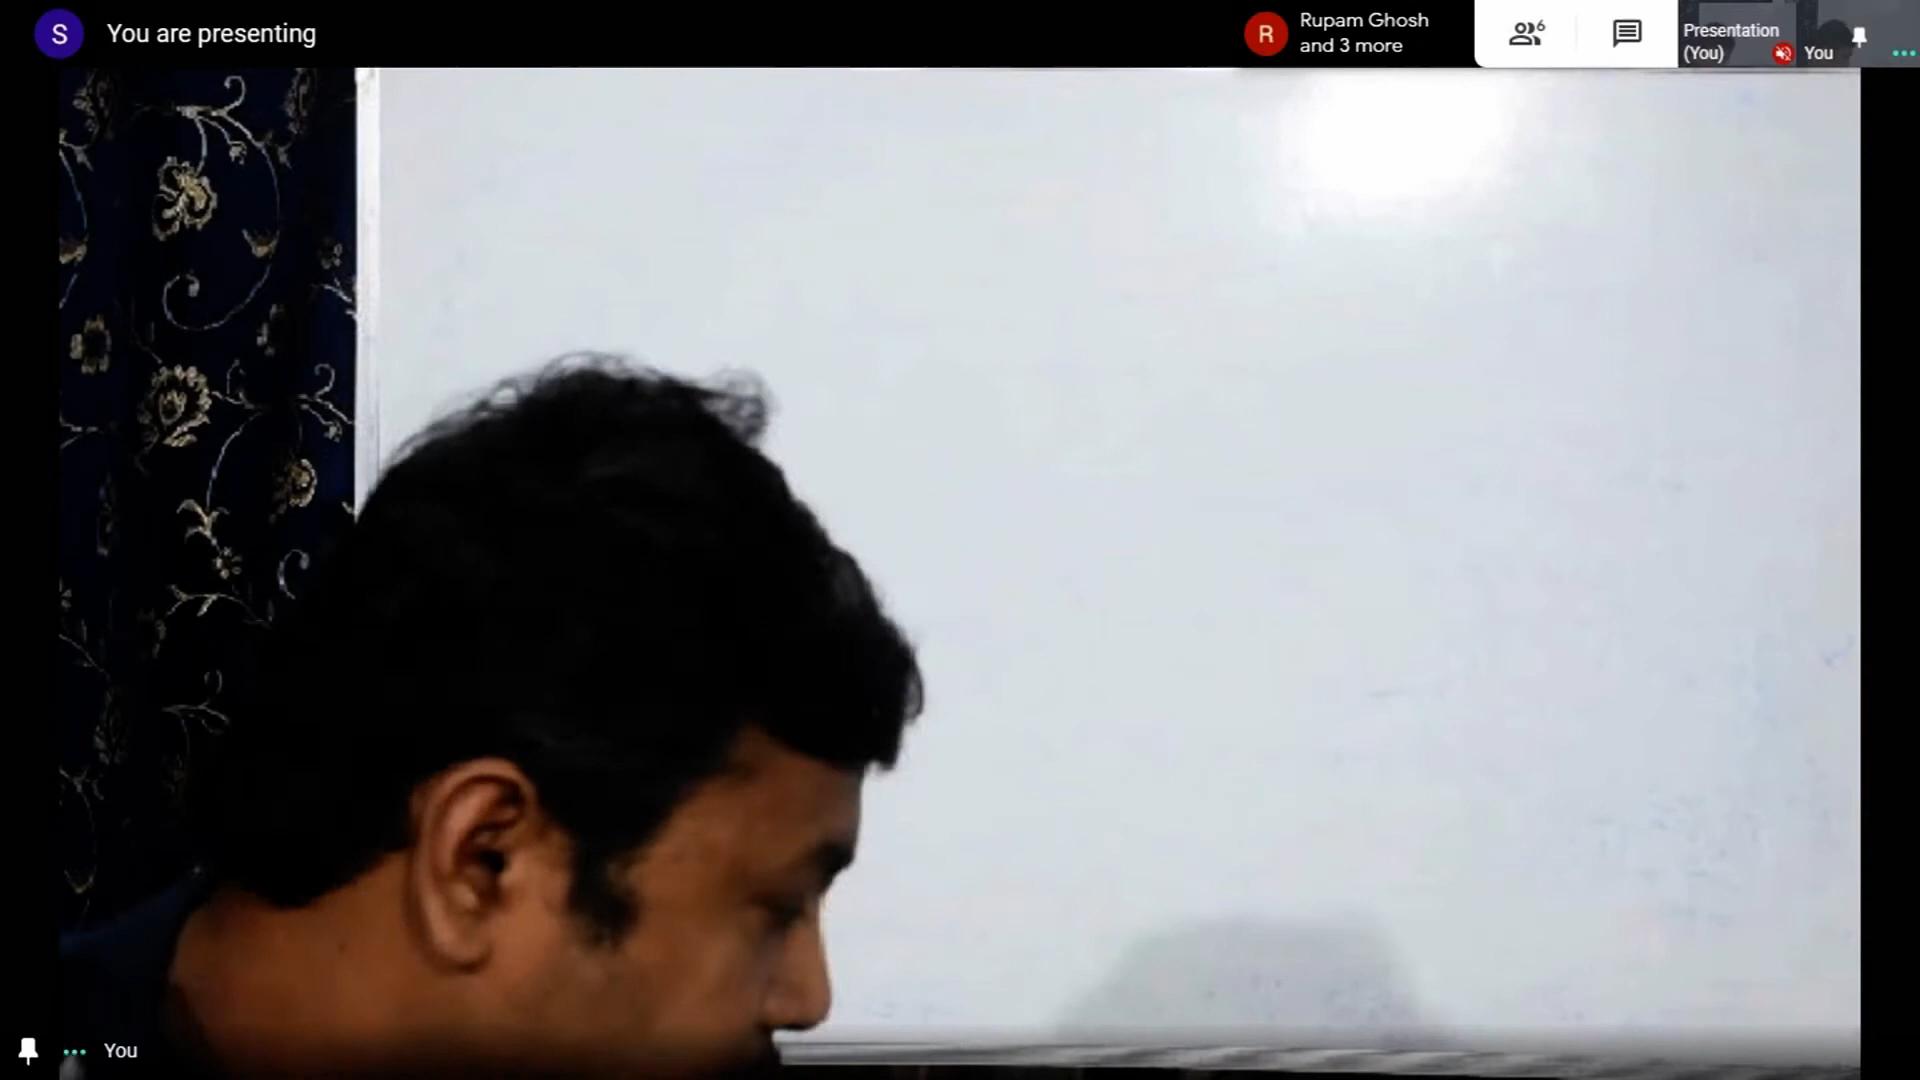 S
You are presenting
R
Rupam Ghosh
and 3 more
6
Presentation
(You)
You
You